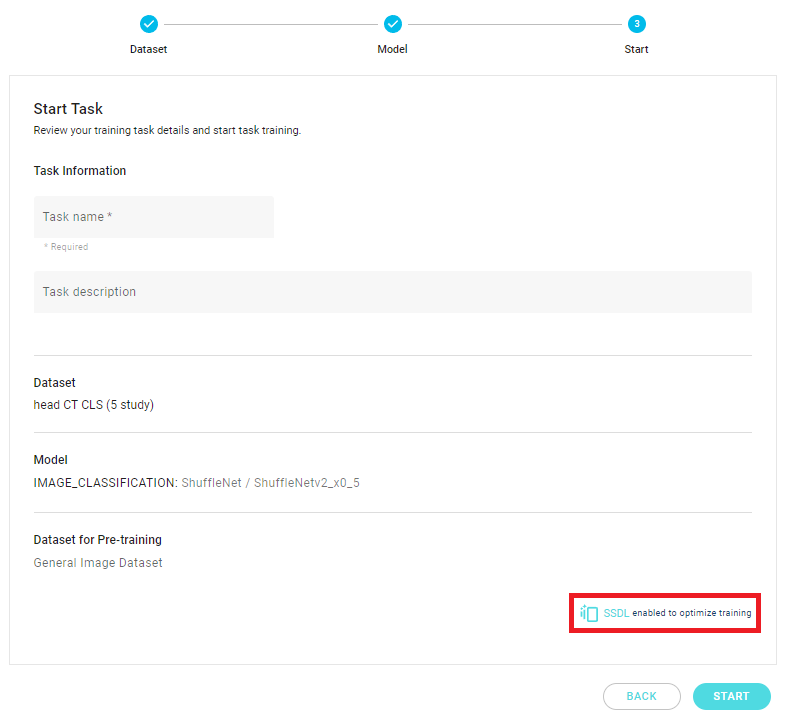 3
Dataset
Model
Start
Start Task
Review your training task details and start task training.
Task Information
Task name *
* Required
Task description
Dataset
head CT CLS (5 study)
Model
IMAGE_CLASSIFICATION: ShuffleNet / ShuffleNetv2_x0_5
Dataset for Pre-training
General Image Dataset
SSDL enabled to optimize training
BACK
START